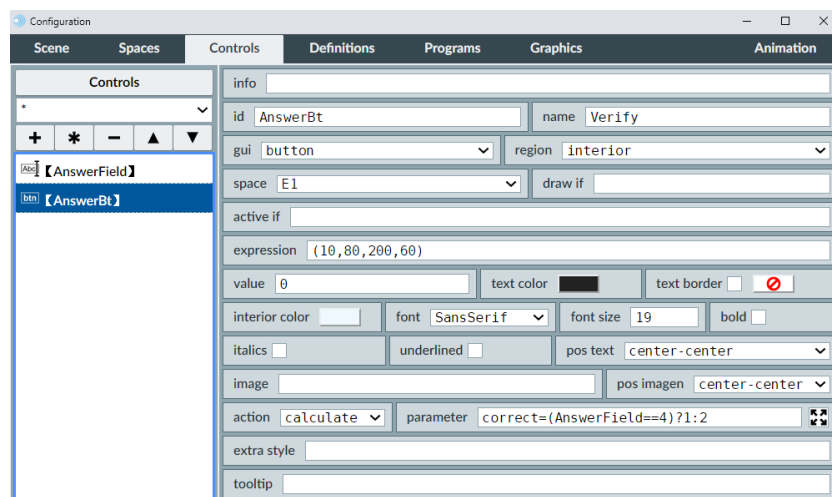 Configuration
Scene Spaces Controls Definitions Programs Graphics Animation
Controls
*
+ * − ▲ ▼
Abc 【AnswerField】
btn 【AnswerBt】
info
id AnswerBt name Verify
gui button region interior
space E1 draw if
active if
expression (10,80,200,60)
value 0 text color text border
interior color font SansSerif font size 19 bold
italics underlined pos text center-center
image pos imagen center-center
action calculate parameter correct=(AnswerField==4)?1:2
extra style
tooltip